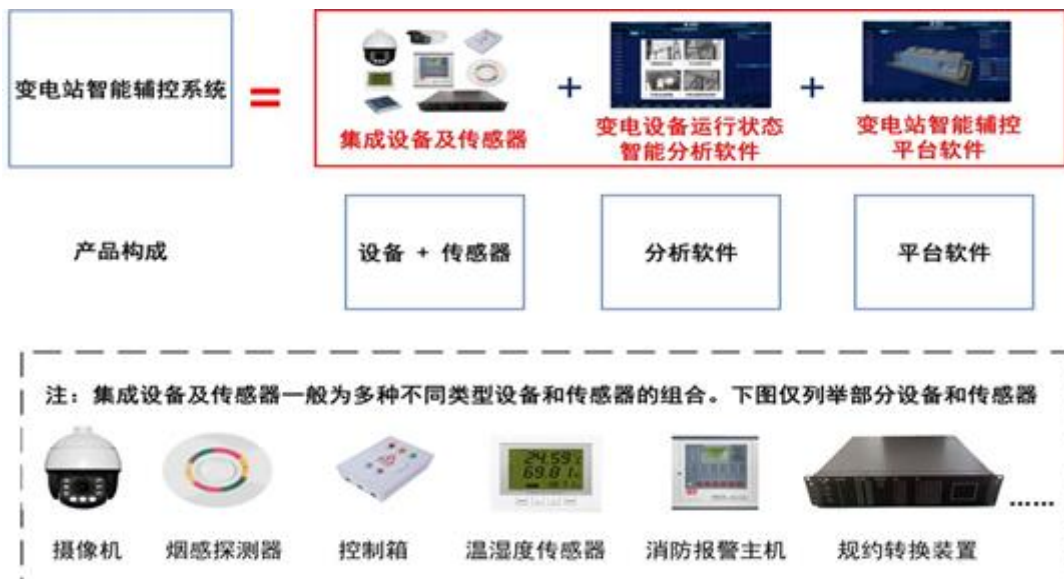 变电站智能辅控系统
=
+
+
集成设备及传感器
变电设备运行状态
智能分析软件
变电站智能辅控
平台软件
产品构成
设备 + 传感器
分析软件
平台软件
注：集成设备及传感器一般为多种不同类型设备和传感器的组合。下图仅列举部分设备和传感器
24.59
69.81
……
摄像机
烟感探测器
控制箱
温湿度传感器
消防报警主机
规约转换装置